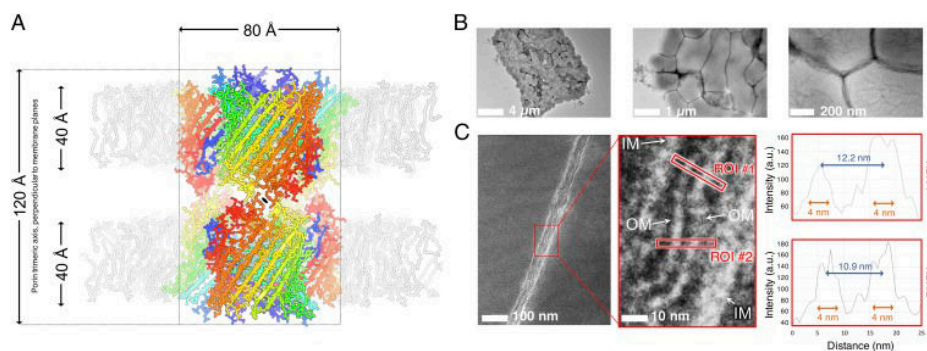 A
80 Å
120 Å
Porin trimeric axis, perpendicular to membrane planes
40 Å
40 Å
B
4 µm
1 µm
200 nm
C
100 nm
IM
ROI #1
OM
OM
ROI #2
IM
10 nm
Intensity (a.u.)
160
140
120
100
80
60
12.2 nm
4 nm
4 nm
Intensity (a.u.)
180
160
140
120
100
80
60
40
10.9 nm
4 nm
4 nm
0 5 10 15 20 25
Distance (nm)